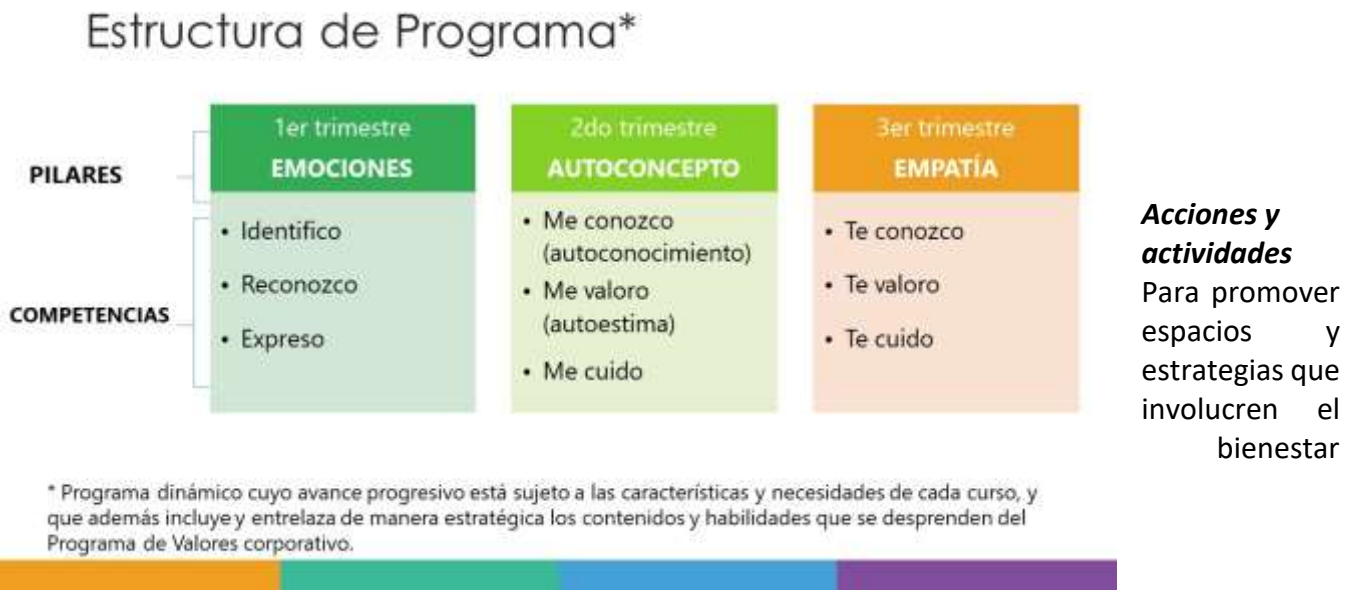 Estructura de Programa*
PILARES
COMPETENCIAS
1er trimestre
EMOCIONES
• Identifico
• Reconozco
• Expreso
2do trimestre
AUTOCONCEPTO
• Me conozco
(autoconocimiento)
• Me valoro
(autoestima)
• Me cuido
3er trimestre
EMPATÍA
• Te conozco
• Te valoro
• Te cuido
* Programa dinámico cuyo avance progresivo está sujeto a las características y necesidades de cada curso, y
que además incluye y entrelaza de manera estratégica los contenidos y habilidades que se desprenden del
Programa de Valores corporativo.
Acciones y
actividades
Para promover
espacios y
estrategias que
involucren el
bienestar